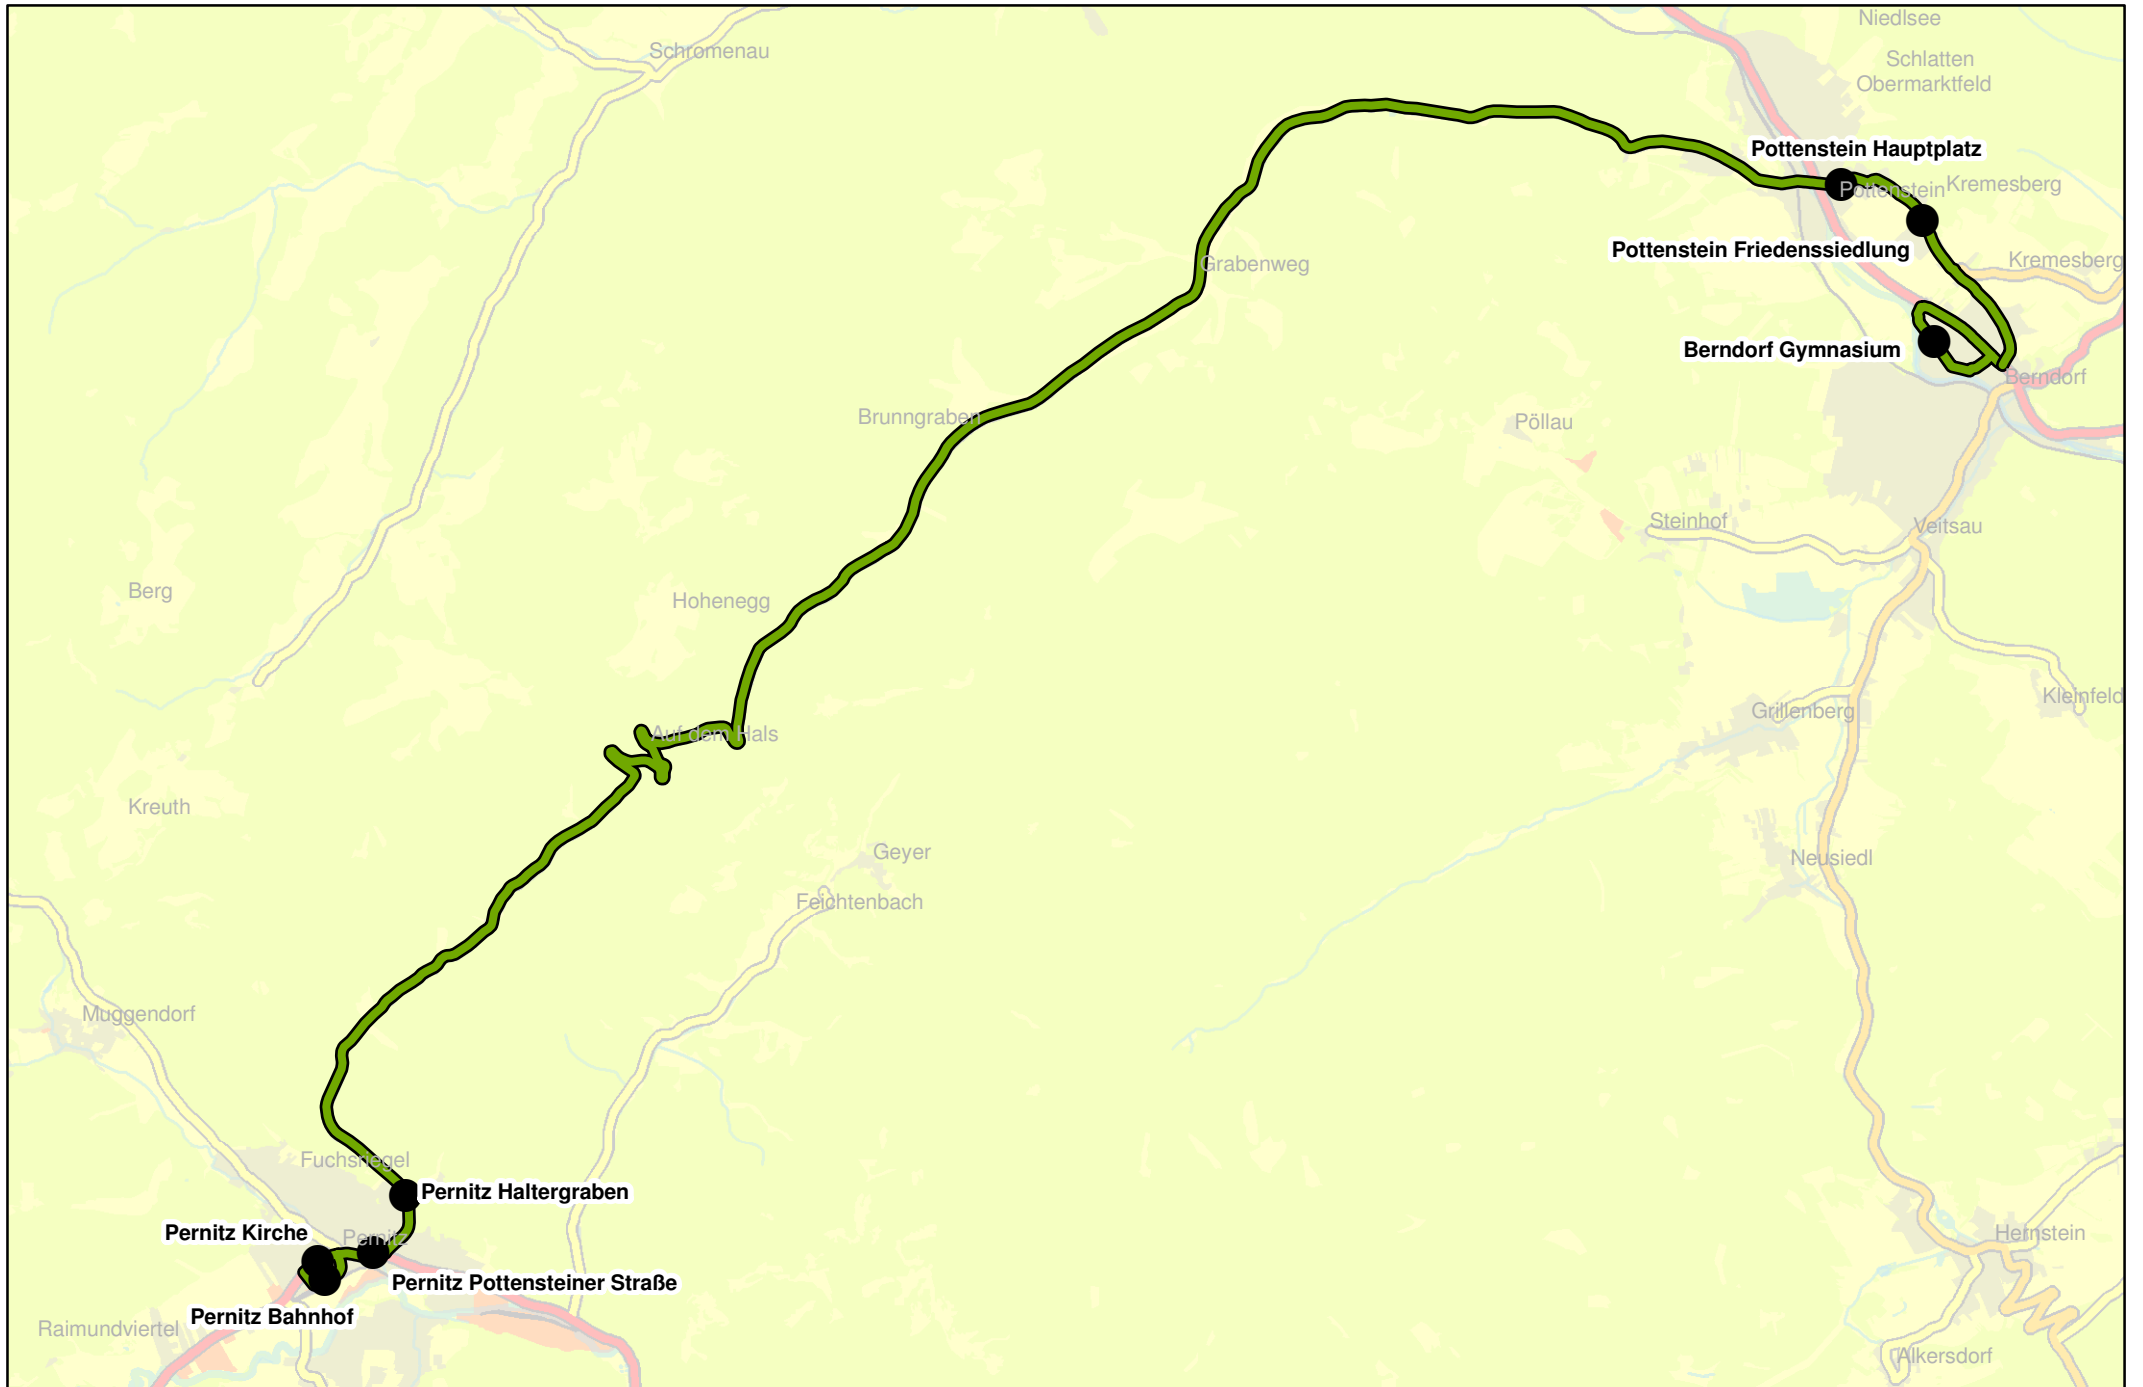 Niedlsee
Schromenau
Schlatten
Obermarktfeld
Pottenstein Hauptplatz
Pottenstein
Kremesberg
Pottenstein Friedenssiedlung
Grabenweg
Kremesberg
Berndorf Gymnasium
Berndorf
Brunngraben
Pöllau
Steinhof
Veitsau
Berg
Hohenegg
Kleinfeld
Grillenberg
Auf dem Hals
Kreuth
Geyer
Neusiedl
Feichtenbach
Muggendorf
Fuchsriegel
Pernitz Haltergraben
Pernitz Kirche
Pernitz
Hernstein
Pernitz Pottensteiner Straße
Pernitz Bahnhof
Raimundviertel
Alkersdorf